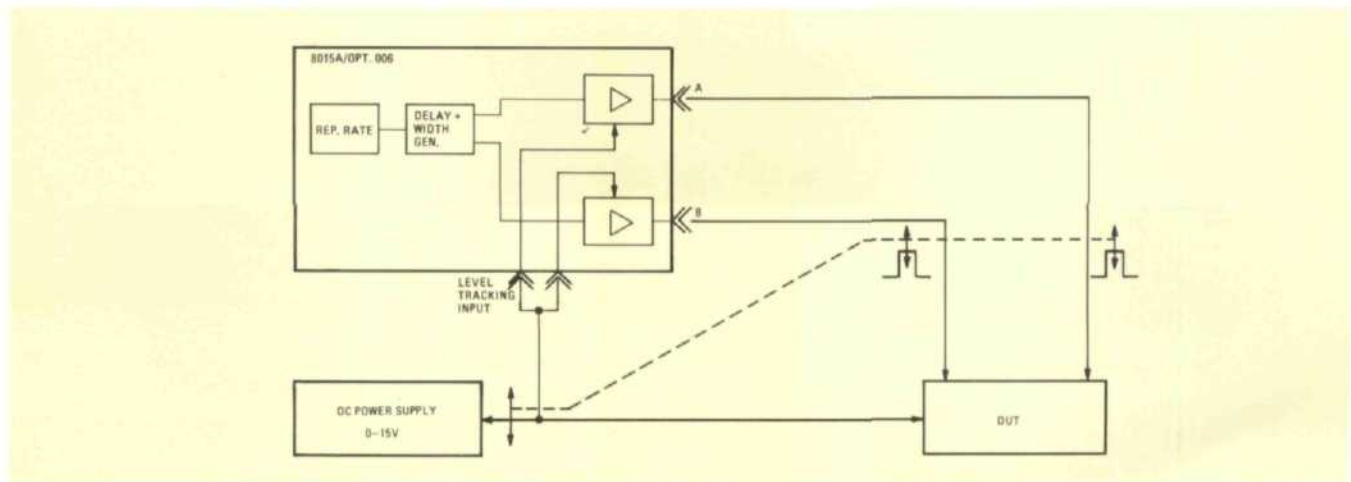 8015A/OPT. 006
REP. RATE
DELAY +
WIDTH
GEN.
A
B
LEVEL
TRACKING
INPUT
DC POWER SUPPLY
0–15V
DUT